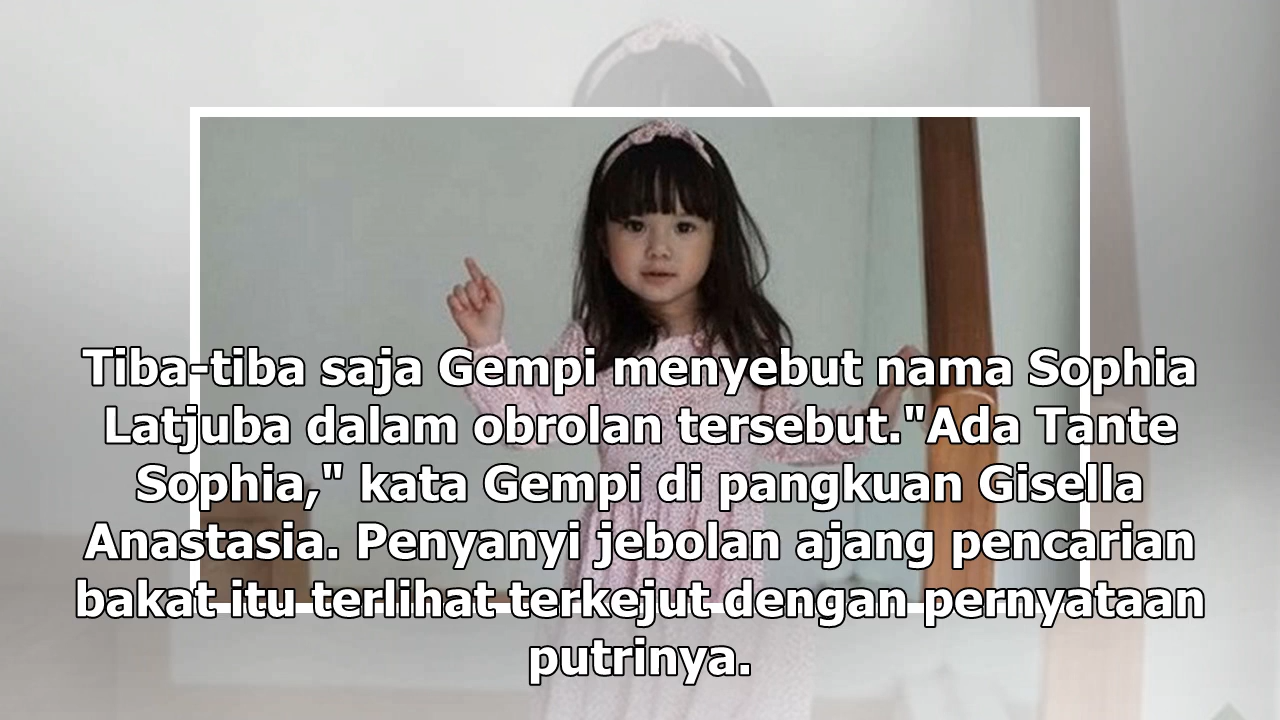 Tiba-tiba saja Gempi menyebut nama Sophia
Latjuba dalam obrolan tersebut."Ada Tante
Sophia," kata Gempi di pangkuan Gisella
Anastasia. Penyanyi jebolan ajang pencarian
bakat itu terlihat terkejut dengan pernyataan
putrinya.